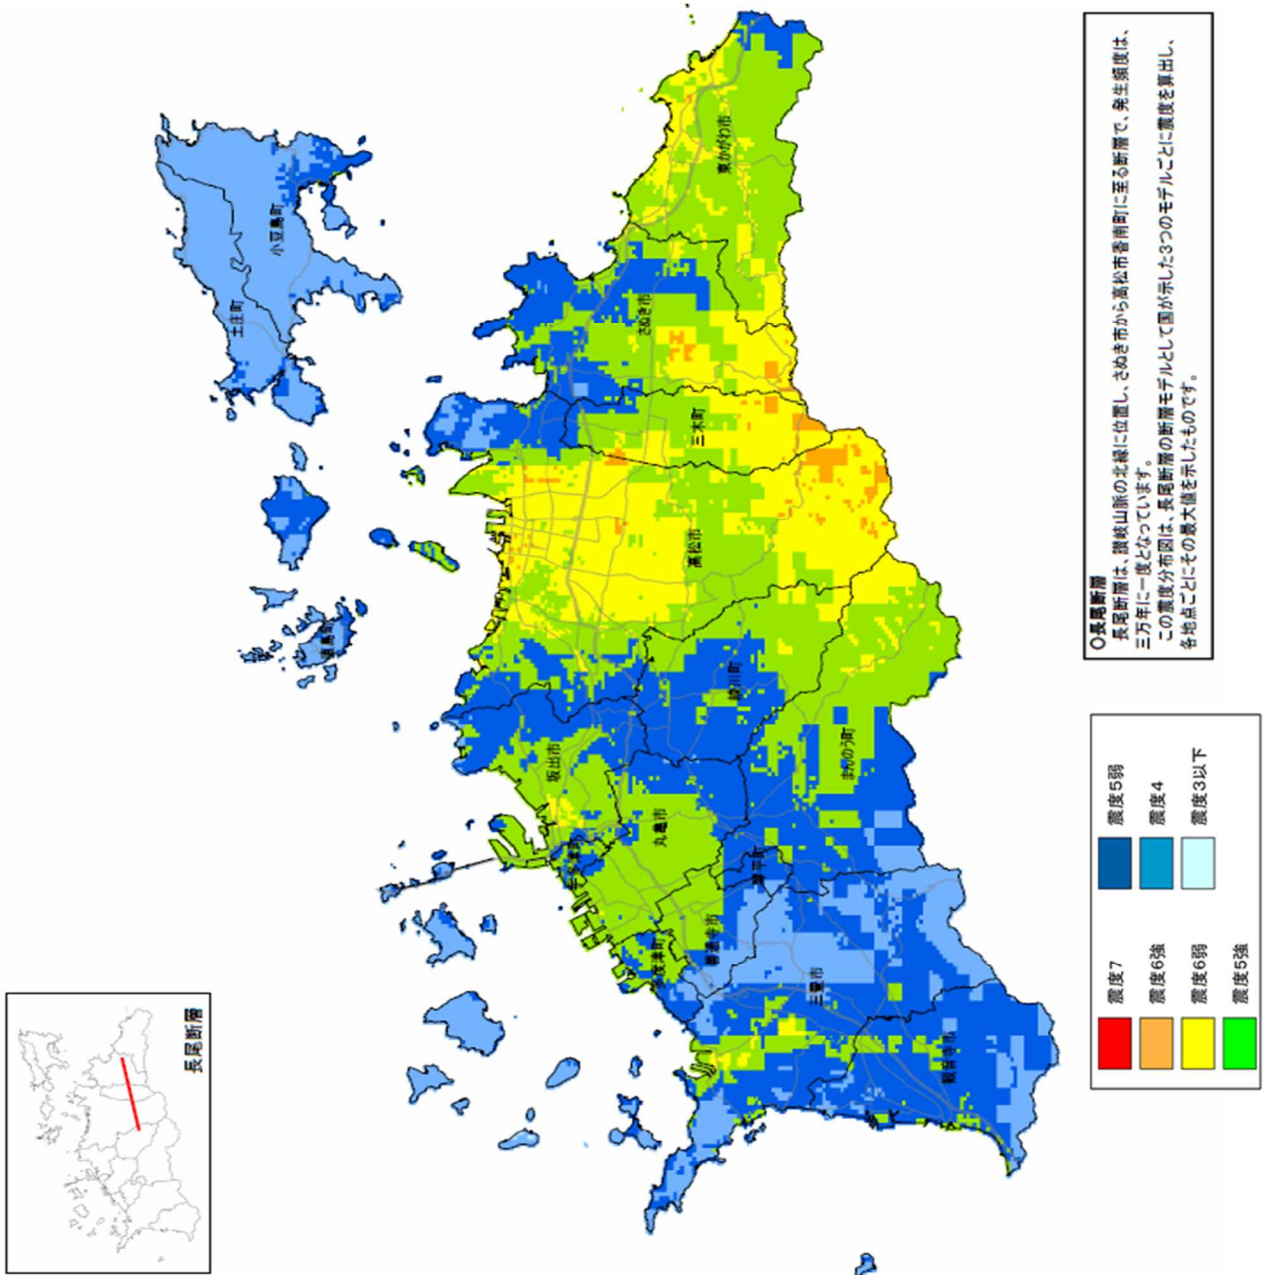 長尾断層
小豆島町
土庄町
直島町
東かがわ市
さぬき市
三木町
高松市
綾川町
坂出市
まんのう町
丸亀市
宇多津町
琴平町
善通寺市
多度津町
三豊市
観音寺市
○長尾断層
長尾断層は、讃岐山脈の北縁に位置し、さぬき市から高松市香南町に至る断層で、発生頻度は、
三万年に一度となっています。
この震度分布図は、長尾断層の断層モデルとして国が示した3つのモデルごとに震度を算出し、
各地点ごとにその最大値を示したものです。
震度7
震度6強
震度6弱
震度5強
震度5弱
震度4
震度3以下